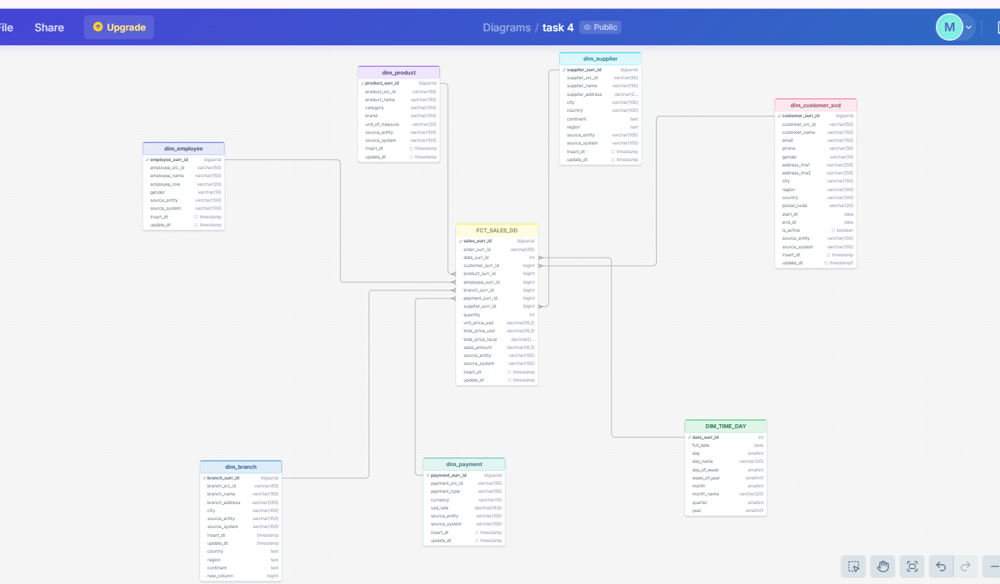 File Share Upgrade Diagrams / task 4 Public M
dim_product
product_surr_id bigserial
product_src_id varchar(50)
product_name varchar(150)
category varchar(100)
brand varchar(100)
unit_of_measure varchar(20)
source_entity varchar(100)
source_system varchar(100)
insert_dt timestamp
update_dt timestamp
dim_supplier
supplier_surr_id bigserial
supplier_src_id varchar(50)
supplier_name varchar(150)
supplier_address varchar(2...
city varchar(100)
country varchar(100)
continent text
region text
source_entity varchar(100)
source_system varchar(100)
insert_dt timestamp
update_dt timestamp
dim_customer_scd
customer_surr_id bigserial
customer_src_id varchar(50)
customer_name varchar(150)
email varchar(150)
phone varchar(30)
gender varchar(10)
address_line1 varchar(255)
address_line2 varchar(255)
city varchar(100)
region varchar(100)
country varchar(100)
postal_code varchar(20)
start_dt date
end_dt date
is_active boolean
source_entity varchar(100)
source_system varchar(100)
insert_dt timestamp
update_dt timestamp?
dim_employee
employee_surr_id bigserial
employee_src_id varchar(50)
employee_name varchar(150)
employee_role varchar(20)
gender varchar(10)
source_entity varchar(100)
source_system varchar(100)
insert_dt timestamp
update_dt timestamp
FCT_SALES_DD
sales_surr_id bigserial
order_surr_id varchar(50)
date_surr_id int
customer_surr_id bigint
product_surr_id bigint
employee_surr_id bigint
branch_surr_id bigint
payment_surr_id bigint
supplier_surr_id bigint
quantity int
unit_price_usd decimal(18,2)
total_price_usd decimal(18,2)
total_price_local decimal(1...
sales_amount decimal(18,2)
source_entity varchar(100)
source_system varchar(100)
insert_dt timestamp
update_dt timestamp
DIM_TIME_DAY
date_surr_id int
full_date date
day smallint
day_name varchar(20)
day_of_week smallint
week_of_year smallint?
month smallint
month_name varchar(20)
quarter smallint
year smallint?
dim_branch
branch_surr_id bigserial
branch_src_id varchar(50)
branch_name varchar(150)
branch_address varchar(255)
city varchar(100)
source_entity varchar(100)
source_system varchar(100)
insert_dt timestamp
update_dt timestamp
country text
region text
continent text
new_column bigint
dim_payment
payment_surr_id bigserial
payment_src_id varchar(50)
payment_type varchar(50)
currency varchar(10)
usd_rate decimal(18,6)
source_entity varchar(100)
source_system varchar(100)
insert_dt timestamp
update_dt timestamp